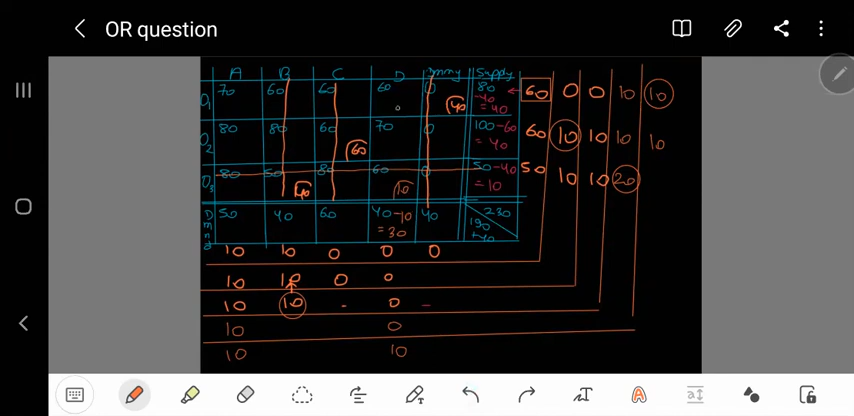 OR question
A B C D mmy Supply
70 60 60 60 0 80 60 0 0 10 10
-40
40 = 40
O1
80 80 60 70 0 100-60 60 10 10 10 10
O2 60 = 40
80 50 80 60 0 50-40 50 10 10 20
O3 40 10 = 10
Dmnd 50 40 60 40-10 40 230
= 30 190
+40
10 10 0 0 0
10 10 0 0
10 10 - 0 -
10 0
10 10